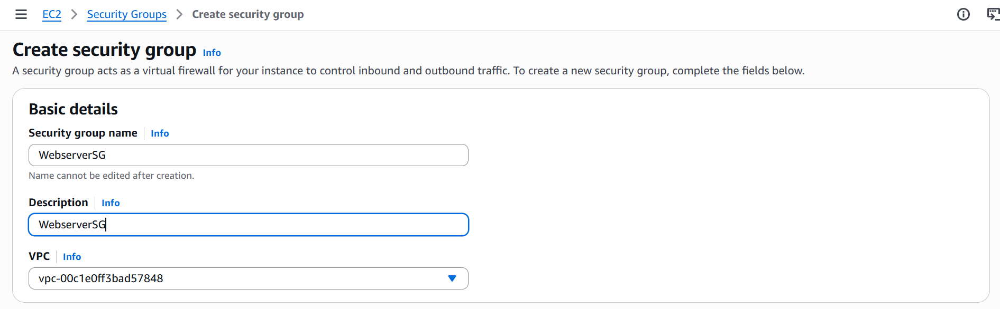 EC2 > Security Groups > Create security group
Create security group Info
A security group acts as a virtual firewall for your instance to control inbound and outbound traffic. To create a new security group, complete the fields below.
Basic details
Security group name Info
WebserverSG
Name cannot be edited after creation.
Description Info
WebserverSG
VPC Info
vpc-00c1e0ff3bad57848